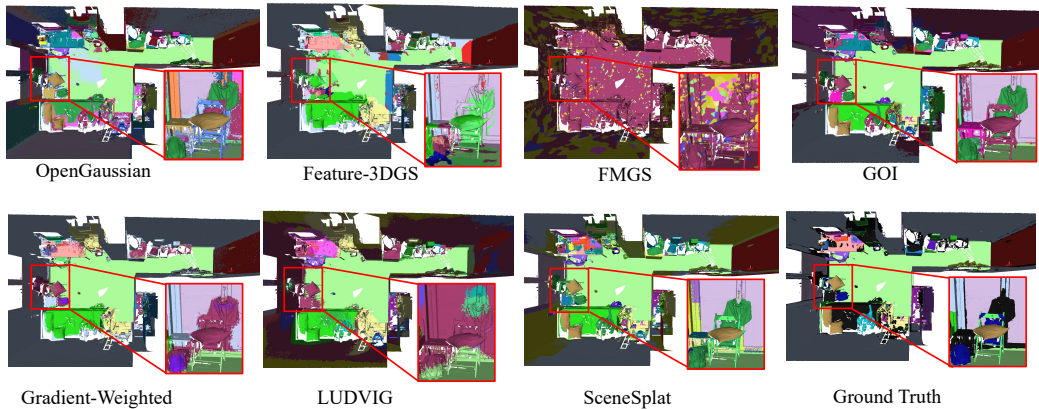 OpenGaussian
Feature-3DGS
FMGS
GOI
Gradient-Weighted
LUDVIG
SceneSplat
Ground Truth